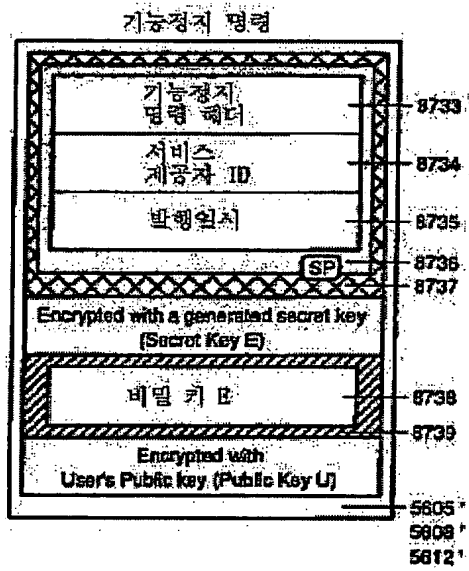 기능정지 명령
기능정지
명령 헤더
8733
서비스
제공자 ID
8734
발행일시
8735
SP
8736
8737
Encrypted with a generated secret key
(Secret Key E)
비밀 키 E
8738
8739
Encrypted with
User's Public key (Public Key U)
5605"
5608"
5612"